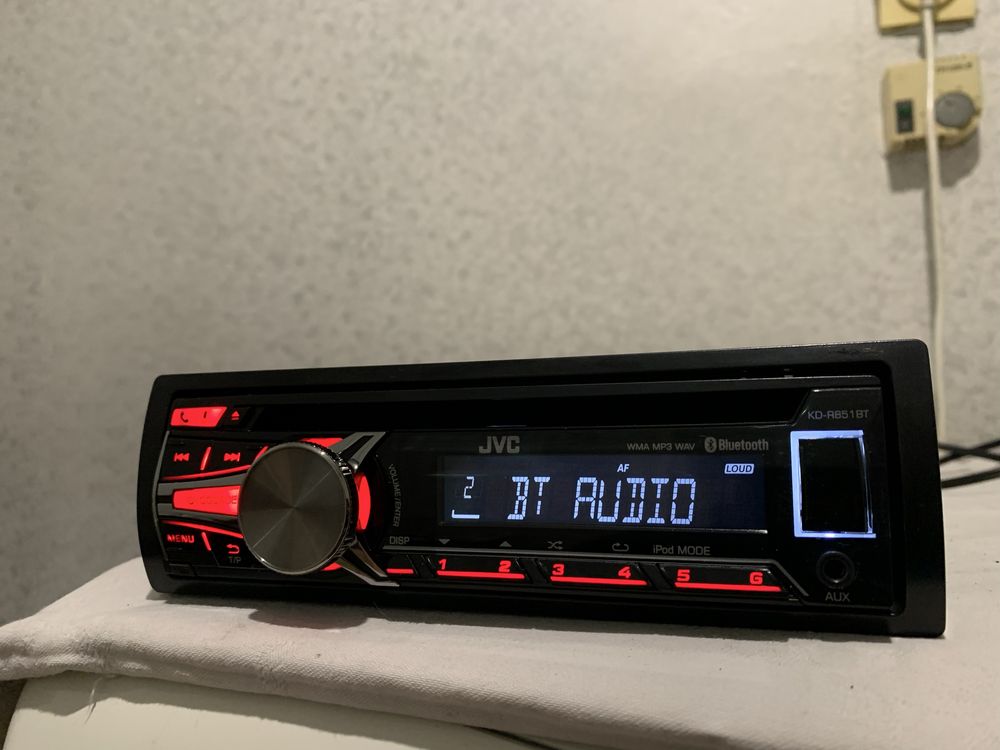 KD-R851BT
JVC
WMA MP3 WAV Bluetooth
AF LOUD
2 BT AUDIO
VOLUME/ENTER
MENU
T/P
DISP
iPod MODE
1 2 3 4 5 6
AUX